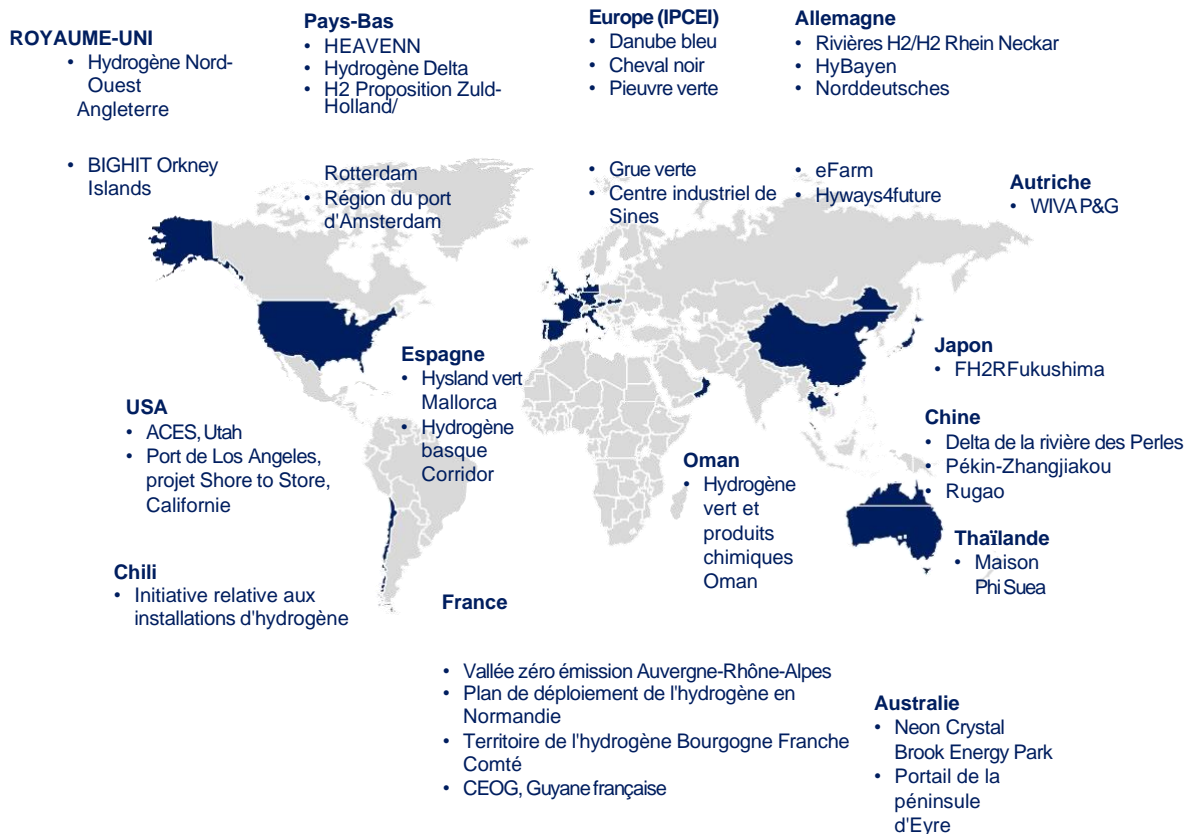 ROYAUME-UNI
• Hydrogène Nord-
Ouest
Angleterre
• BIGHIT Orkney
Islands
Pays-Bas
• HEAVENN
• Hydrogène Delta
• H2 Proposition Zuld-
Holland/
Rotterdam
• Région du port
d'Amsterdam
Europe (IPCEI)
• Danube bleu
• Cheval noir
• Pieuvre verte
• Grue verte
• Centre industriel de
Sines
Allemagne
• Rivières H2/H2 Rhein Neckar
• HyBayen
• Norddeutsches
• eFarm
• Hyways4future
Autriche
• WIVA P&G
Espagne
• Hysland vert
Mallorca
• Hydrogène
basque
Corridor
Japon
• FH2RFukushima
USA
• ACES, Utah
• Port de Los Angeles,
projet Shore to Store,
Californie
Chine
• Delta de la rivière des Perles
• Pékin-Zhangjiakou
• Rugao
Oman
• Hydrogène
vert et
produits
chimiques
Oman
Thaïlande
• Maison
Phi Suea
Chili
• Initiative relative aux
installations d'hydrogène
France
• Vallée zéro émission Auvergne-Rhône-Alpes
• Plan de déploiement de l'hydrogène en
Normandie
• Territoire de l'hydrogène Bourgogne Franche
Comté
• CEOG, Guyane française
Australie
• Neon Crystal
Brook Energy Park
• Portail de la
péninsule
d'Eyre